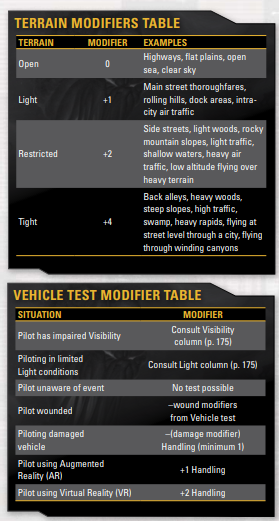 TERRAIN MODIFIERS TABLE
TERRAIN MODIFIER EXAMPLES
Open 0 Highways, flat plains, open
sea, clear sky
Light +1 Main street thoroughfares,
rolling hills, dock areas, intra-
city air traffic
Restricted +2 Side streets, light woods, rocky
mountain slopes, light traffic,
shallow waters, heavy air
traffic, low altitude flying over
heavy terrain
Tight +4 Back alleys, heavy woods,
steep slopes, high traffic,
swamp, heavy rapids, flying at
street level through a city, flying
through winding canyons
VEHICLE TEST MODIFIER TABLE
SITUATION MODIFIER
Pilot has impaired Visibility Consult Visibility
column (p. 175)
Piloting in limited
Light conditions Consult Light column (p. 175)
Pilot unaware of event No test possible
Pilot wounded –wound modifiers
from Vehicle test
Piloting damaged
vehicle –(damage modifier)
Handling (minimum 1)
Pilot using Augmented
Reality (AR) +1 Handling
Pilot using Virtual Reality (VR) +2 Handling